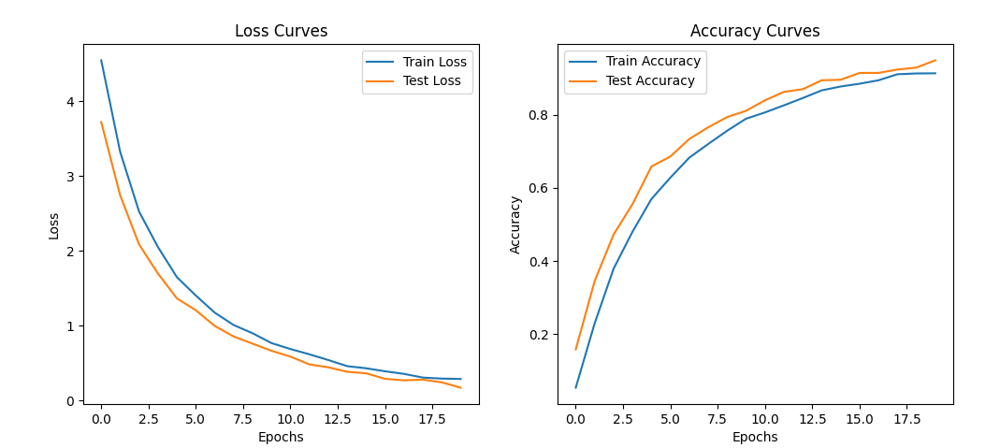 Loss Curves
Train Loss
Test Loss
4
3
2
1
0
Loss
0.0 2.5 5.0 7.5 10.0 12.5 15.0 17.5
Epochs
Accuracy Curves
Train Accuracy
Test Accuracy
0.8
0.6
0.4
0.2
Accuracy
0.0 2.5 5.0 7.5 10.0 12.5 15.0 17.5
Epochs